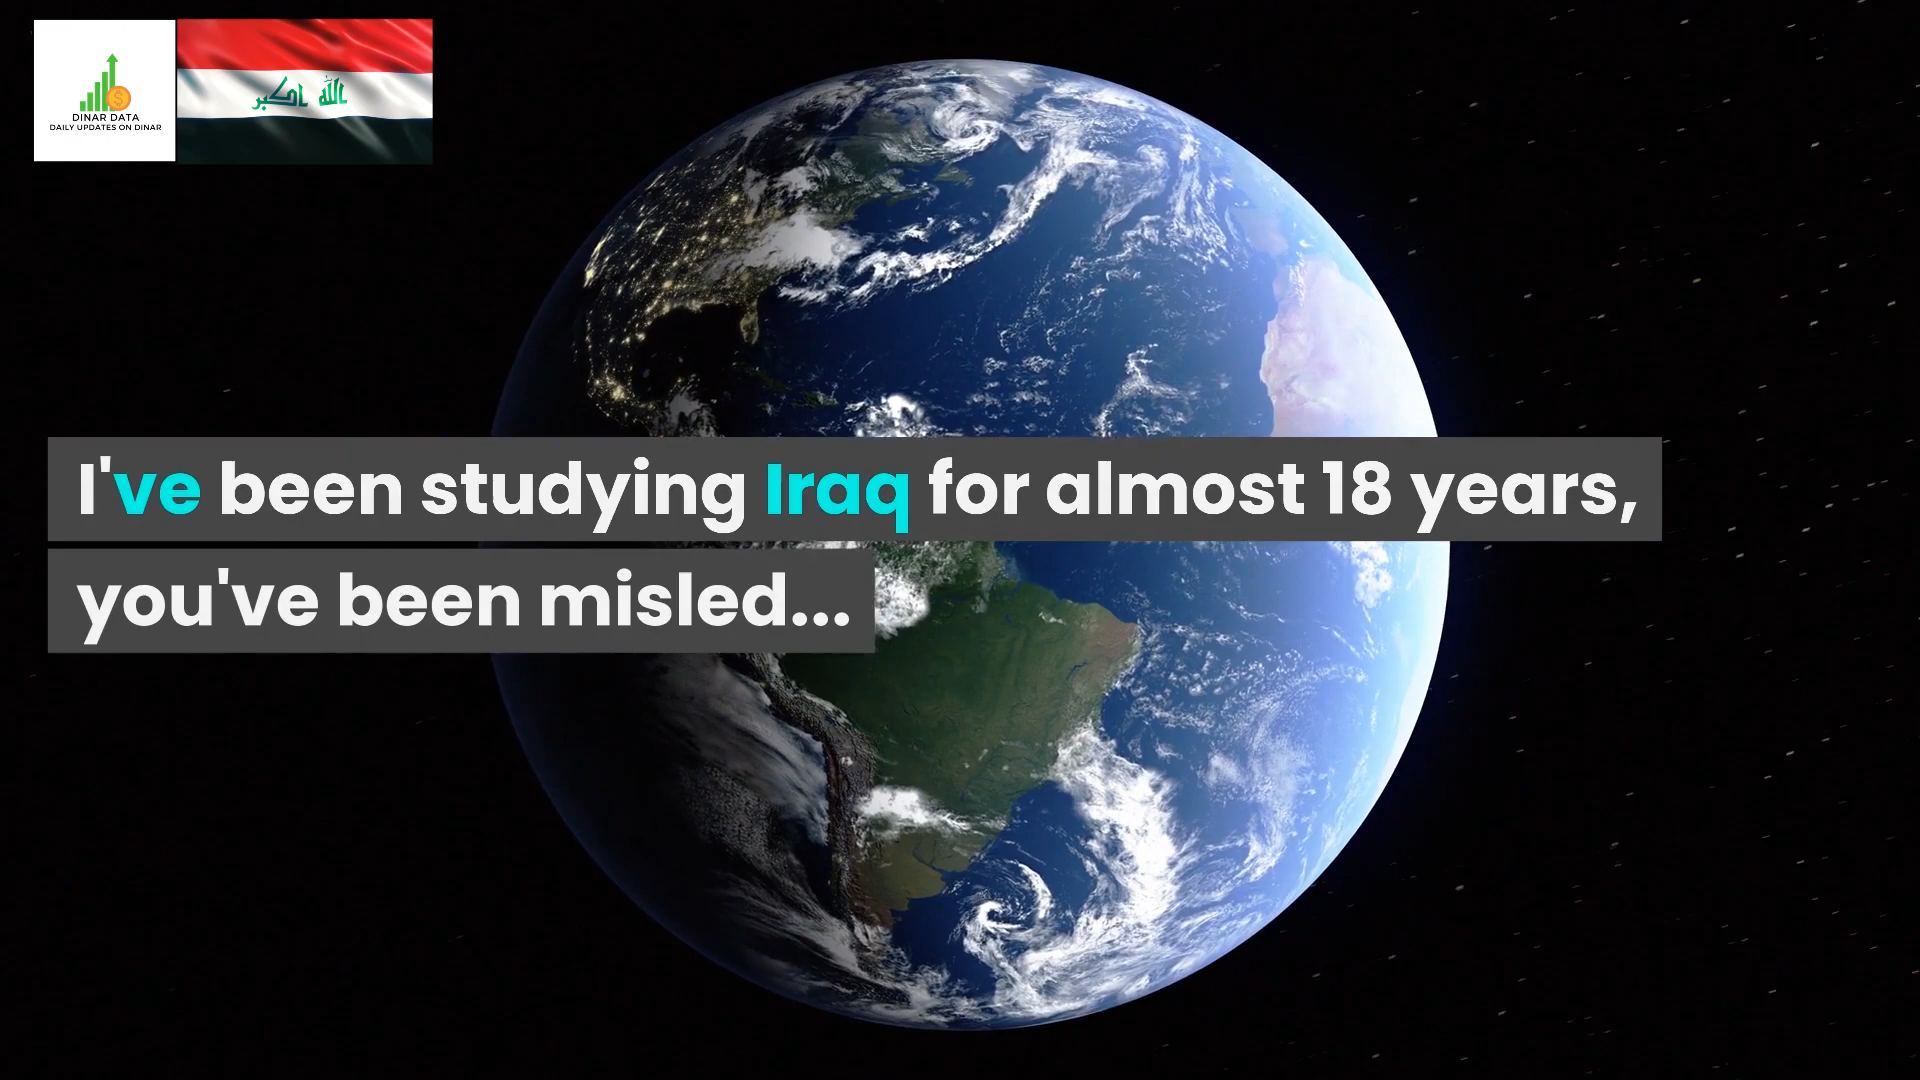 DINAR DATA
DAILY UPDATES ON DINAR
الله اكبر
I've been studying Iraq for almost 18 years,
you've been misled...